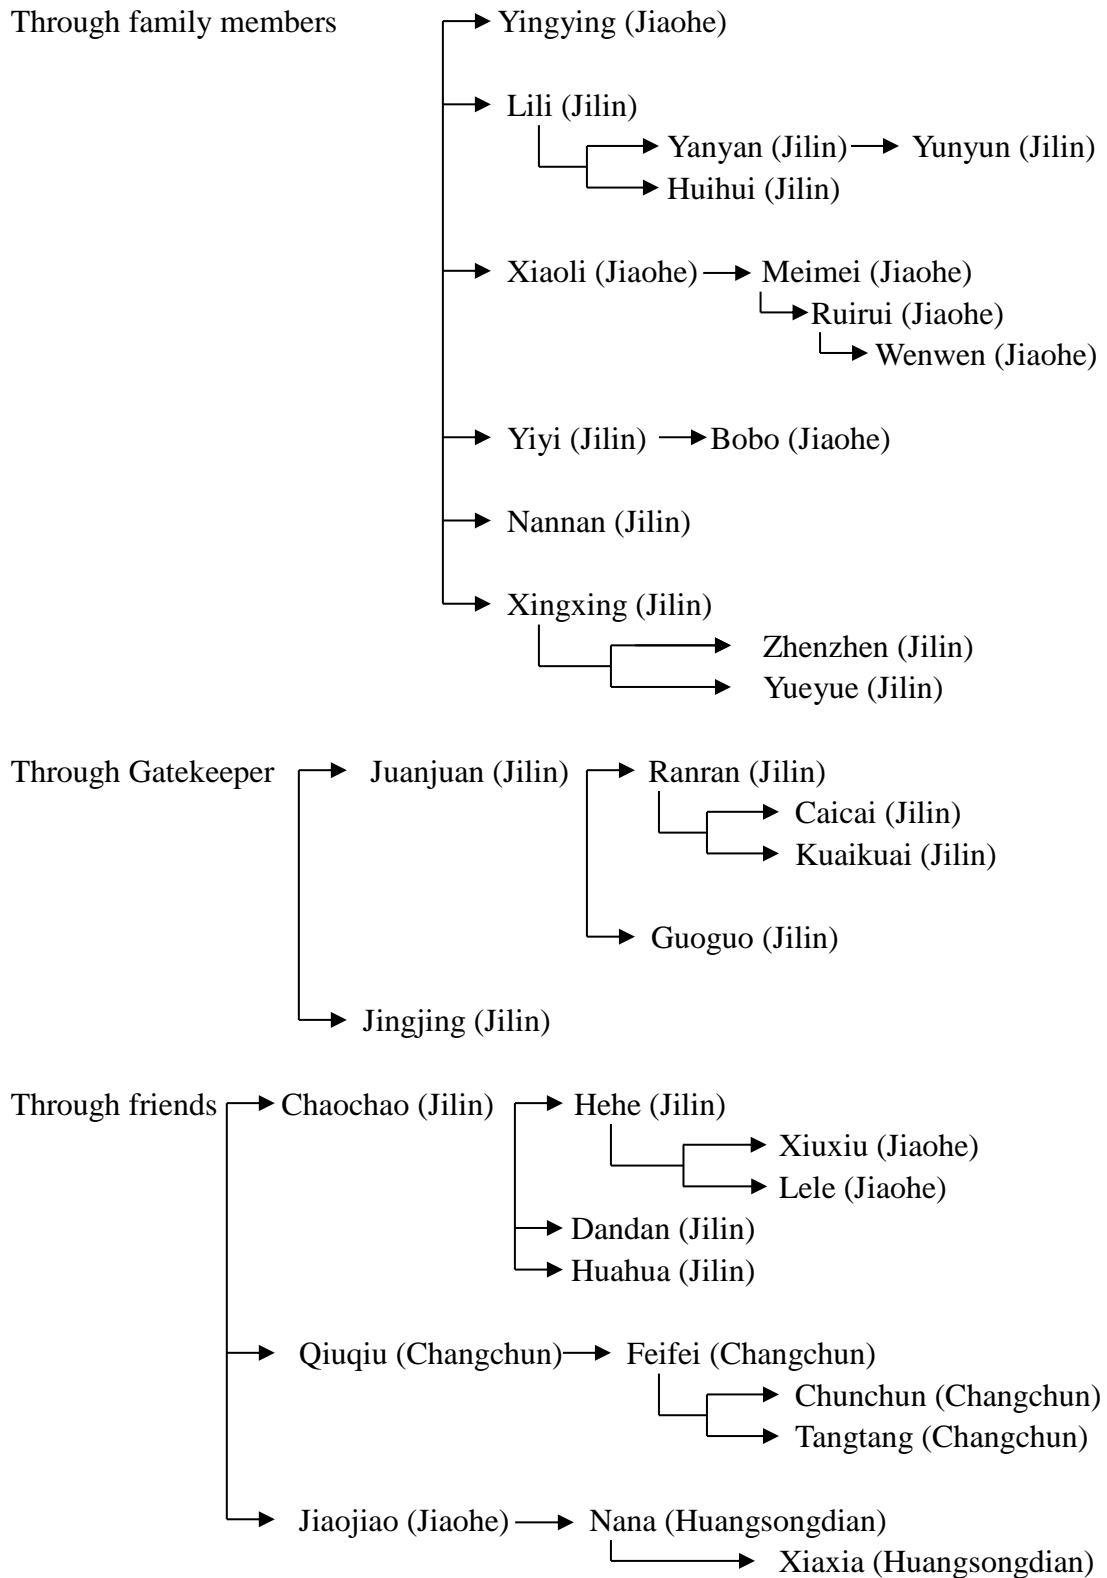 Through family members Yingying (Jiaohe)
Lili (Jilin)
Yanyan (Jilin) Yunyun (Jilin)
Huihui (Jilin)
Xiaoli (Jiaohe) Meimei (Jiaohe)
Ruirui (Jiaohe)
Wenwen (Jiaohe)
Yiyi (Jilin) Bobo (Jiaohe)
Nannan (Jilin)
Xingxing (Jilin)
Zhenzhen (Jilin)
Yueyue (Jilin)
Through Gatekeeper Juanjuan (Jilin) Ranran (Jilin)
Caicai (Jilin)
Kuaikuai (Jilin)
Guoguo (Jilin)
Jingjing (Jilin)
Through friends Chaochao (Jilin) Hehe (Jilin)
Xiuxiu (Jiaohe)
Lele (Jiaohe)
Dandan (Jilin)
Huahua (Jilin)
Qiuqiu (Changchun) Feifei (Changchun)
Chunchun (Changchun)
Tangtang (Changchun)
Jiaojiao (Jiaohe) Nana (Huangsongdian)
Xiaxia (Huangsongdian)